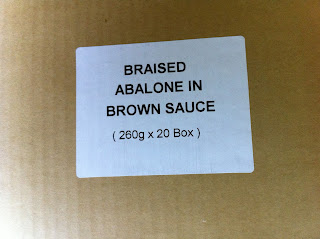 BRAISED
ABALONE IN
BROWN SAUCE
( 260g x 20 Box )